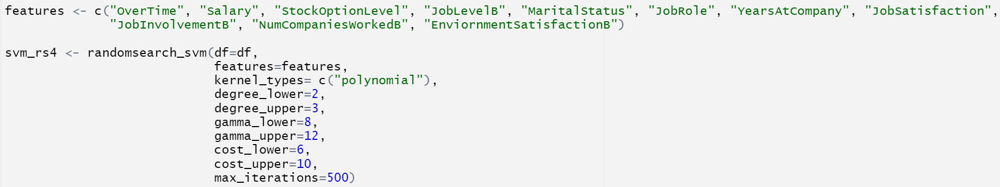 features <- c("OverTime", "Salary", "StockOptionLevel", "JobLevelB", "MaritalStatus", "JobRole", "YearsAtCompany", "JobSatisfaction",
"JobInvolvementB", "NumCompaniesWorkedB", "EnviornmentSatisfactionB")
svm_rs4 <- randomsearch_svm(df=df,
features=features,
kernel_types= c("polynomial"),
degree_lower=2,
degree_upper=3,
gamma_lower=8,
gamma_upper=12,
cost_lower=6,
cost_upper=10,
max_iterations=500)